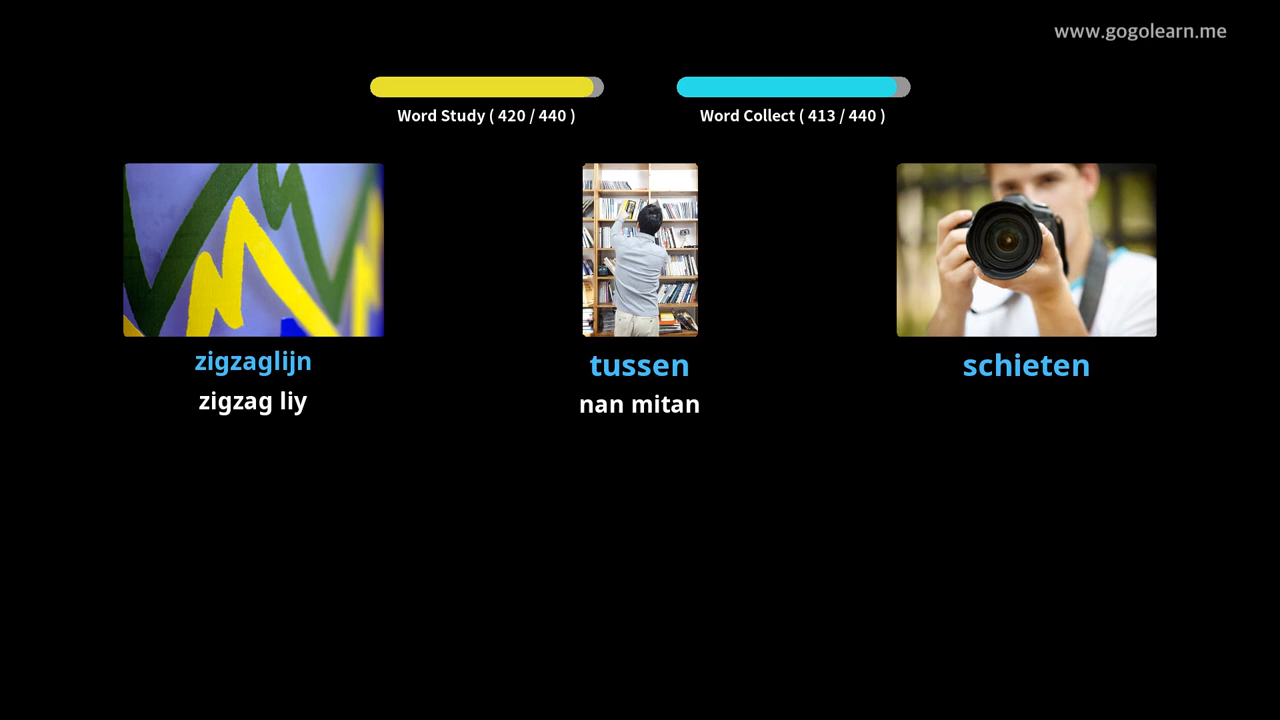 www.gogolearn.me
Word Study ( 420 / 440 )
Word Collect ( 413 / 440 )
zigzaglijn
tussen
schieten
zigzag liy
nan mitan